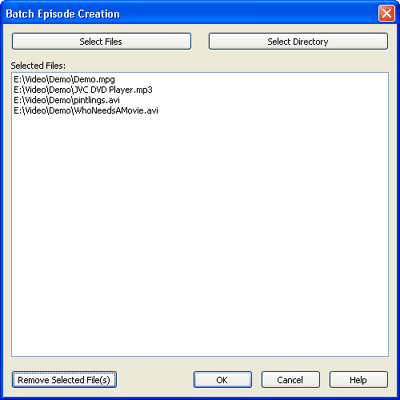 Batch Episode Creation
Select Files
Select Directory
Selected Files:
E:\Video\Demo\Demo.mpg
E:\Video\Demo\JVC DVD Player.mp3
E:\Video\Demo\pintlings.avi
E:\Video\Demo\WhoNeedsAMovie.avi
Remove Selected File(s)
OK
Cancel
Help